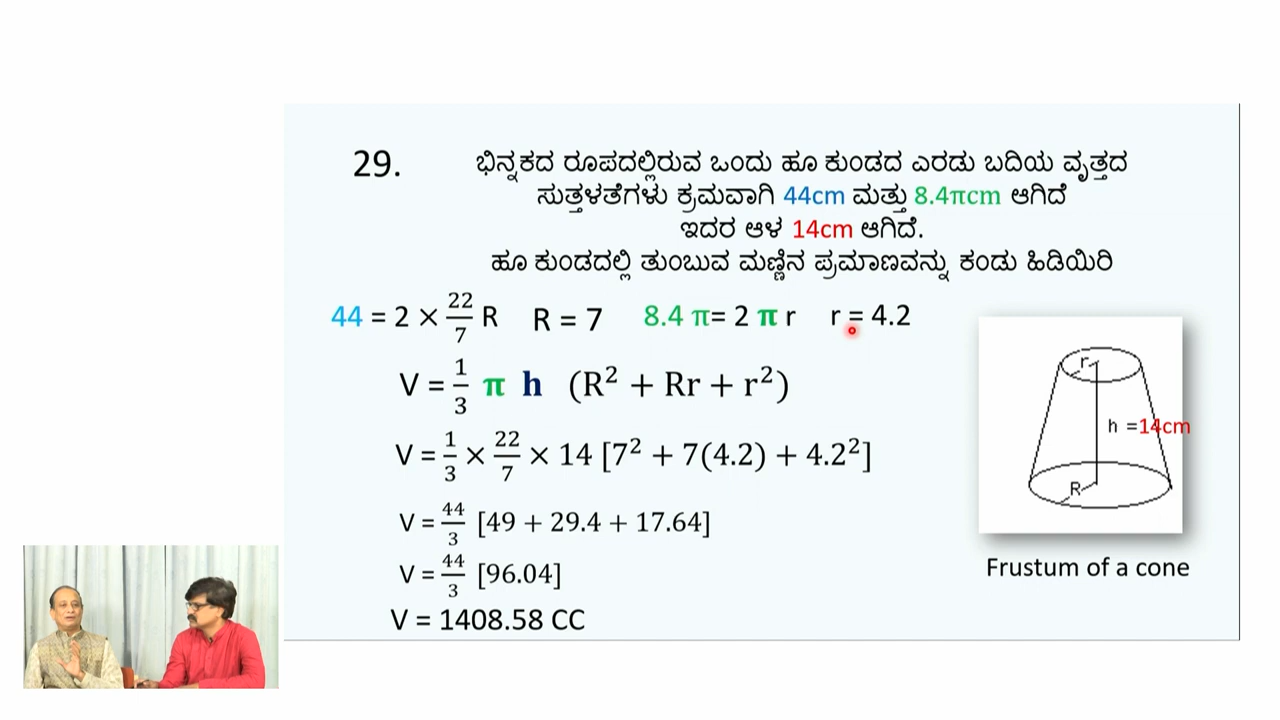 29.
ಭಿನ್ನಕದ ರೂಪದಲ್ಲಿರುವ ಒಂದು ಹೂ ಕುಂಡದ ಎರಡು ಬದಿಯ ವೃತ್ತದ
ಸುತ್ತಳತೆಗಳು ಕ್ರಮವಾಗಿ 44cm ಮತ್ತು 8.4πcm ಆಗಿದೆ
ಇದರ ಆಳ 14cm ಆಗಿದೆ.
ಹೂ ಕುಂಡದಲ್ಲಿ ತುಂಬುವ ಮಣ್ಣಿನ ಪ್ರಮಾಣವನ್ನು ಕಂಡು ಹಿಡಿಯಿರಿ
44 = 2 × 22/7 R R = 7 8.4 π= 2 π r r = 4.2
V = 1/3 π h (R² + Rr + r²)
V = 1/3 × 22/7 × 14 [7² + 7(4.2) + 4.2²]
V = 44/3 [49 + 29.4 + 17.64]
V = 44/3 [96.04]
V = 1408.58 CC
r
h =14cm
R
Frustum of a cone